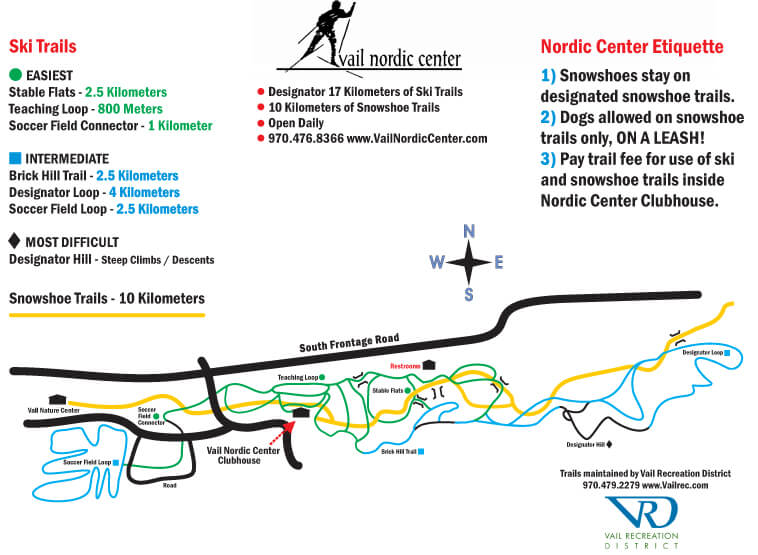 Ski Trails
EASIEST
Stable Flats - 2.5 Kilometers
Teaching Loop - 800 Meters
Soccer Field Connector - 1 Kilometer
INTERMEDIATE
Brick Hill Trail - 2.5 Kilometers
Designator Loop - 4 Kilometers
Soccer Field Loop - 2.5 Kilometers
MOST DIFFICULT
Designator Hill - Steep Climbs / Descents
Snowshoe Trails - 10 Kilometers
vail nordic center
Designator 17 Kilometers of Ski Trails
10 Kilometers of Snowshoe Trails
Open Daily
970.476.8366 www.VailNordicCenter.com
Nordic Center Etiquette
1) Snowshoes stay on
designated snowshoe trails.
2) Dogs allowed on snowshoe
trails only, ON A LEASH!
3) Pay trail fee for use of ski
and snowshoe trails inside
Nordic Center Clubhouse.
N
W E
S
South Frontage Road
Restrooms
Designator Loop
Teaching Loop
Stable Flats
Vail Nature Center
Soccer
Field
Connector
Vail Nordic Center
Clubhouse
Brick Hill Trail
Designator Hill
Soccer Field Loop
Road
Trails maintained by Vail Recreation District
970.479.2279 www.Vailrec.com
VRD
VAIL RECREATION
DISTRICT